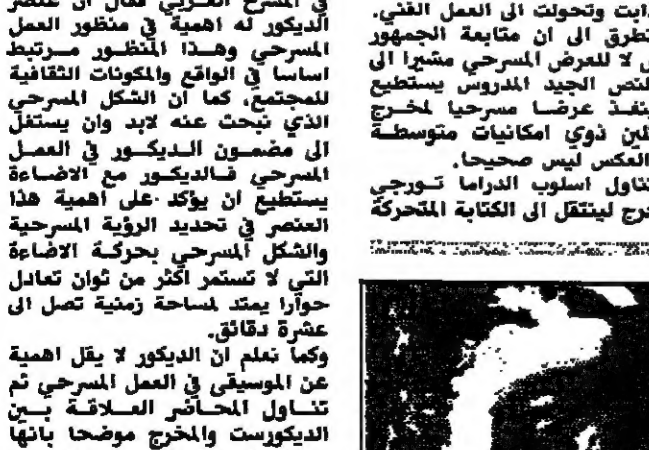 ذابت وتحولت الى العمل الفني.
تطرق الى ان متابعة الجمهور
لا للعرض المسرحي مشيرا الى
لنص الجيد المدروس يستطيع
ينفذ عرضا مسرحيا لمخرج
ثلين ذوي امكانيات متوسطة
العكس ليس صحيحا.
تناول اسلوب الدراما تورجي
خرج لينتقل الى الكتابة المتحركة
في المسرح العربي فقال ان عنصر
الديكور له اهمية في منظور العمل
المسرحي وهذا المنظور مرتبط
اساسا في الواقع والمكونات الثقافية
للمجتمع، كما ان الشكل المسرحي
الذي نبحث عنه لابد وان يستغل
الى مضمون الديكور في العمل
المسرحي فالديكور مع الاضاءة
يستطيع ان يؤكد على اهمية هذا
العنصر في تحديد الرؤية المسرحية
والشكل المسرحي بحركة الاضاءة
التي لا تستمر اكثر من ثوان تعادل
حوارا يمتد لمساحة زمنية تصل الى
عشرة دقائق.
وكما نعلم ان الديكور لا يقل اهمية
عن الموسيقى في العمل المسرحي ثم
تناول المحاضر العلاقة بين
الديكورست والمخرج موضحا بانها